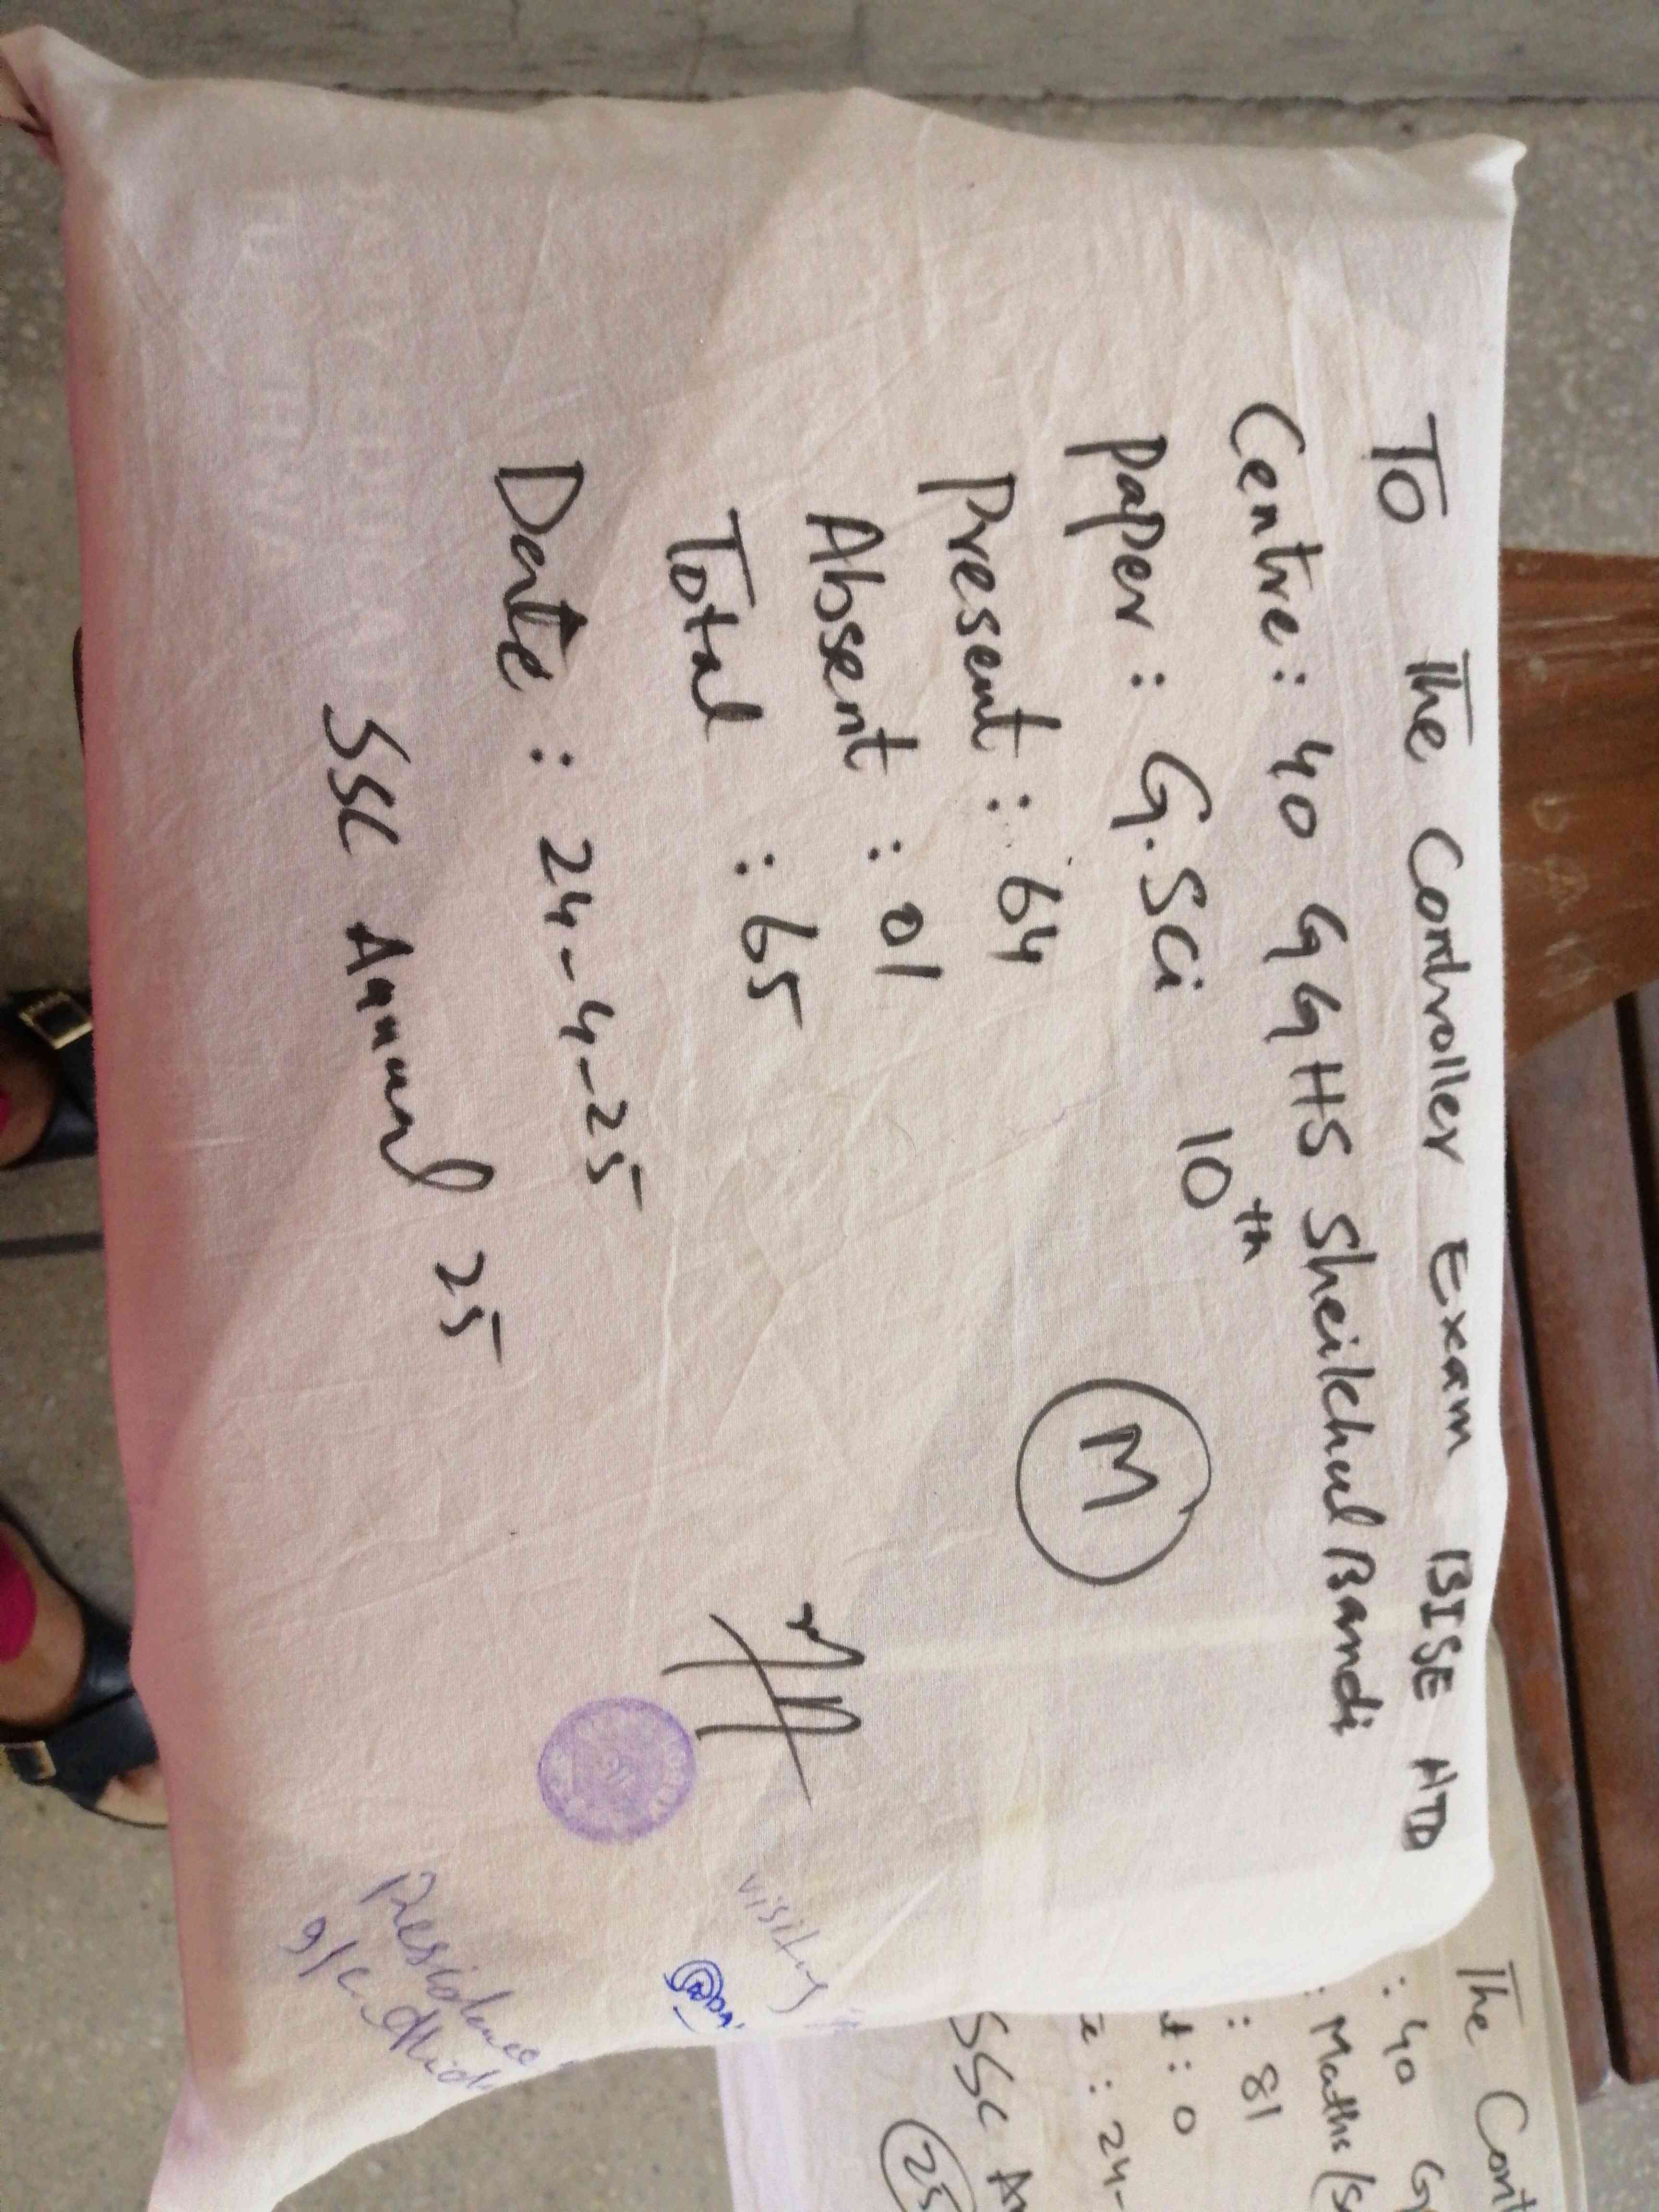 To The Controller Exam BISE ATD
Centre: 40 GGHS Sheikhul Bandi
Paper: G.Sci 10th
Present: 64
Absent: 01
Total: 65
Date: 24-4-25
SSC Annual 25
M
visiting
Residence
The Cont
: 40 G
: Maths (Sc
: 81
t: 0
: 24-
SSC An
25